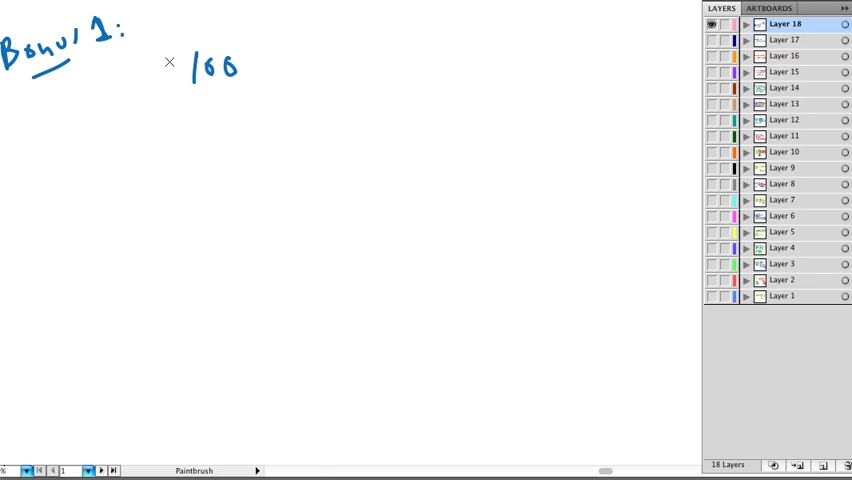 Bonus 1:
100
LAYERS ARTBOARDS
Layer 18
Layer 17
Layer 16
Layer 15
Layer 14
Layer 13
Layer 12
Layer 11
Layer 10
Layer 9
Layer 8
Layer 7
Layer 6
Layer 5
Layer 4
Layer 3
Layer 2
Layer 1
% 1 Paintbrush 18 Layers